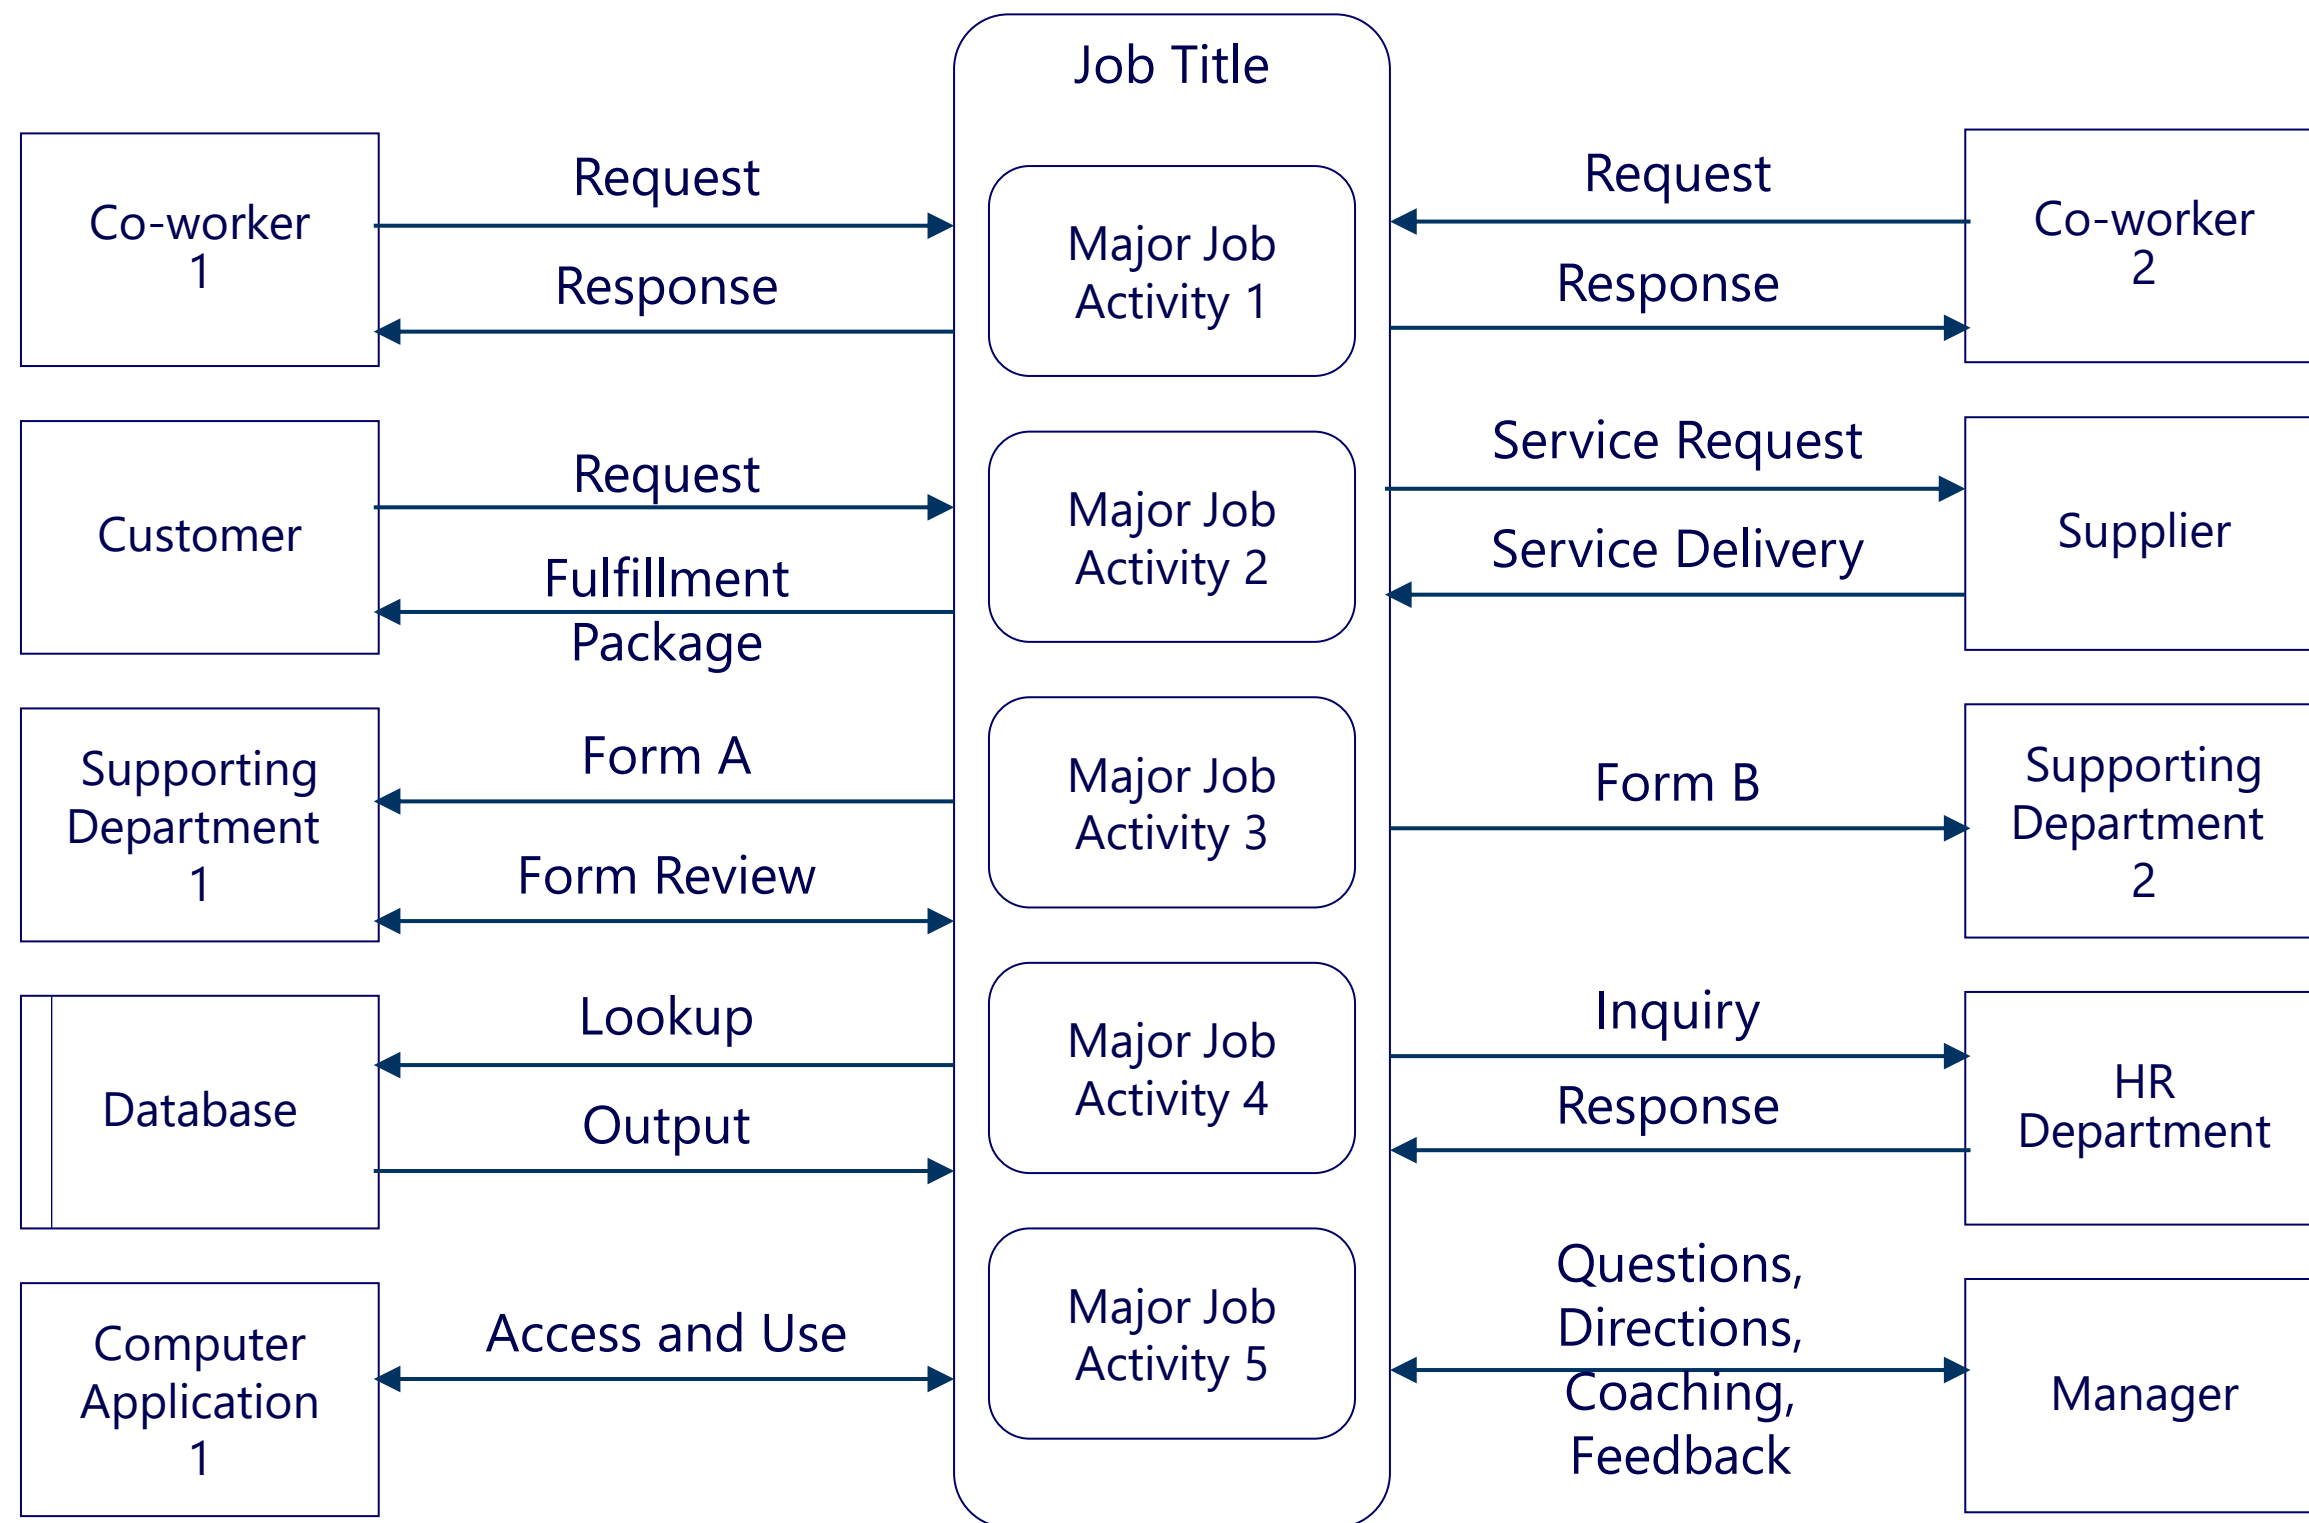 Job Title
Co-worker
1
Request
Response
Major Job
Activity 1
Request
Response
Co-worker
2
Customer
Request
Fulfillment
Package
Major Job
Activity 2
Service Request
Service Delivery
Supplier
Supporting
Department
1
Form A
Form Review
Major Job
Activity 3
Form B
Supporting
Department
2
Database
Lookup
Output
Major Job
Activity 4
Inquiry
Response
HR
Department
Computer
Application
1
Access and Use
Major Job
Activity 5
Questions,
Directions,
Coaching,
Feedback
Manager